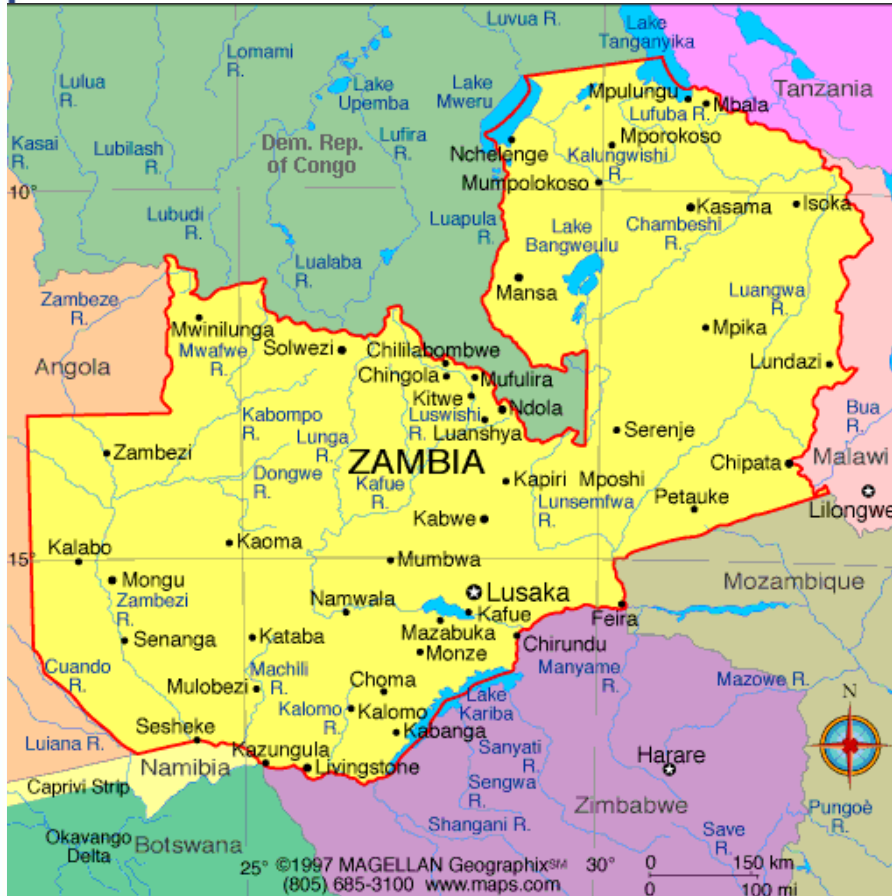 Luvua R.
Lake
Tanganyika
Lomami
R.
Lulua
R.
Lake
Upemba
Lake
Mweru
Mpulungu
Mbala
Tanzania
Lufuba R.
Kasai
R.
Lubilash
R.
Dem. Rep.
of Congo
Lufira
R.
Nchelenge
Mporokoso
Kalungwishi
R.
Mumpolokoso
10°
Lubudi
R.
Luapula
R.
Kasama
Isoka
Lake
Bangweulu
Chambeshi
R.
Lualaba
R.
Mansa
Luangwa
R.
Zambeze
R.
Mwinilunga
Mwafwe
R.
Solwezi
Chililabombwe
Mpika
Angola
Chingola
Mufulira
Lundazi
Kitwe
Ndola
Kabompo
R.
Lunga
R.
Luswishi
R.
Luanshya
Serenje
Bua
R.
Zambezi
ZAMBIA
Chipata
Malawi
Dongwe
R.
Kafue
R.
Kapiri Mposhi
Lunsemfwa
R.
Petauke
Lilongwe
Kabwe
Kalabo
Kaoma
15°
Mumbwa
Mongu
Lusaka
Mozambique
Zambezi
R.
Namwala
Kafue
Feira
Senanga
Kataba
Mazabuka
Chirundu
Monze
Cuando
R.
Machili
R.
Manyame
R.
Mazowe R.
Mulobezi
Choma
Lake
Kariba
N
Kalomo
R.
Kalomo
Sesheke
Kabanga
Luiana R.
Kazungula
Sanyati
R.
Harare
Namibia
Livingstone
Caprivi Strip
Sengwa
R.
Zimbabwe
Pungoè
R.
Okavango
Delta
Botswana
Shangani R.
Save
R.
25° ©1997 MAGELLAN Geographix℠ 30° 0 150 km
(805) 685-3100 www.maps.com 0 100 mi